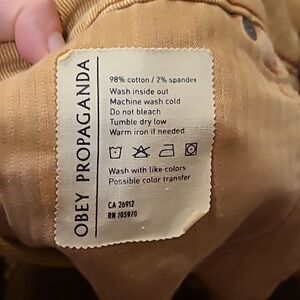 OBEY PROPAGANDA
98% cotton / 2% spandex
Wash inside out
Machine wash cold
Do not bleach
Tumble dry low
Warm iron if needed
Wash with like colors
Possible color transfer
CA 26912
RN 103970